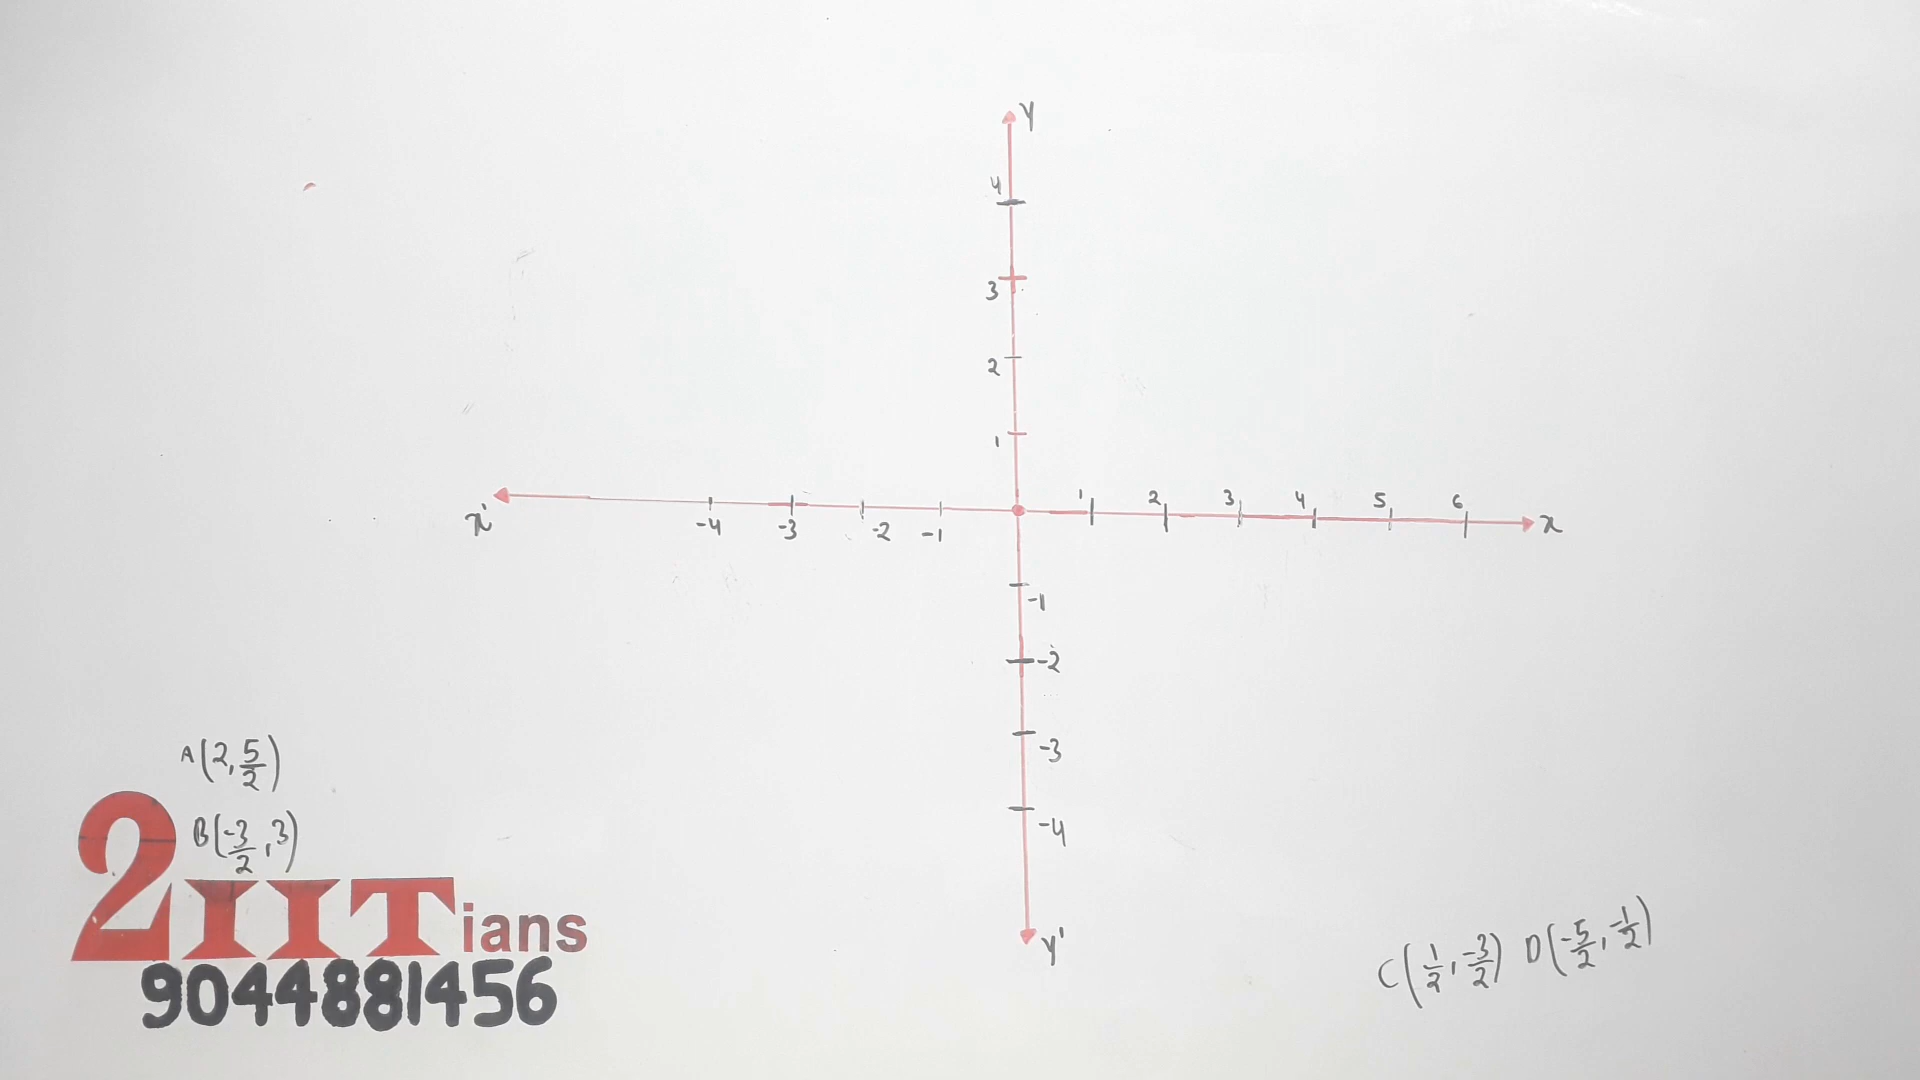 Y
4
3
2
1
1 2 3 4 5 6
x' -4 -3 -2 -1 x
-1
-2
-3
-4
Y'
A(2, 5/2)
B(-3/2, 3)
2IITians
9044881456
C(1/2, -3/2) D(-5/2, -1/2)